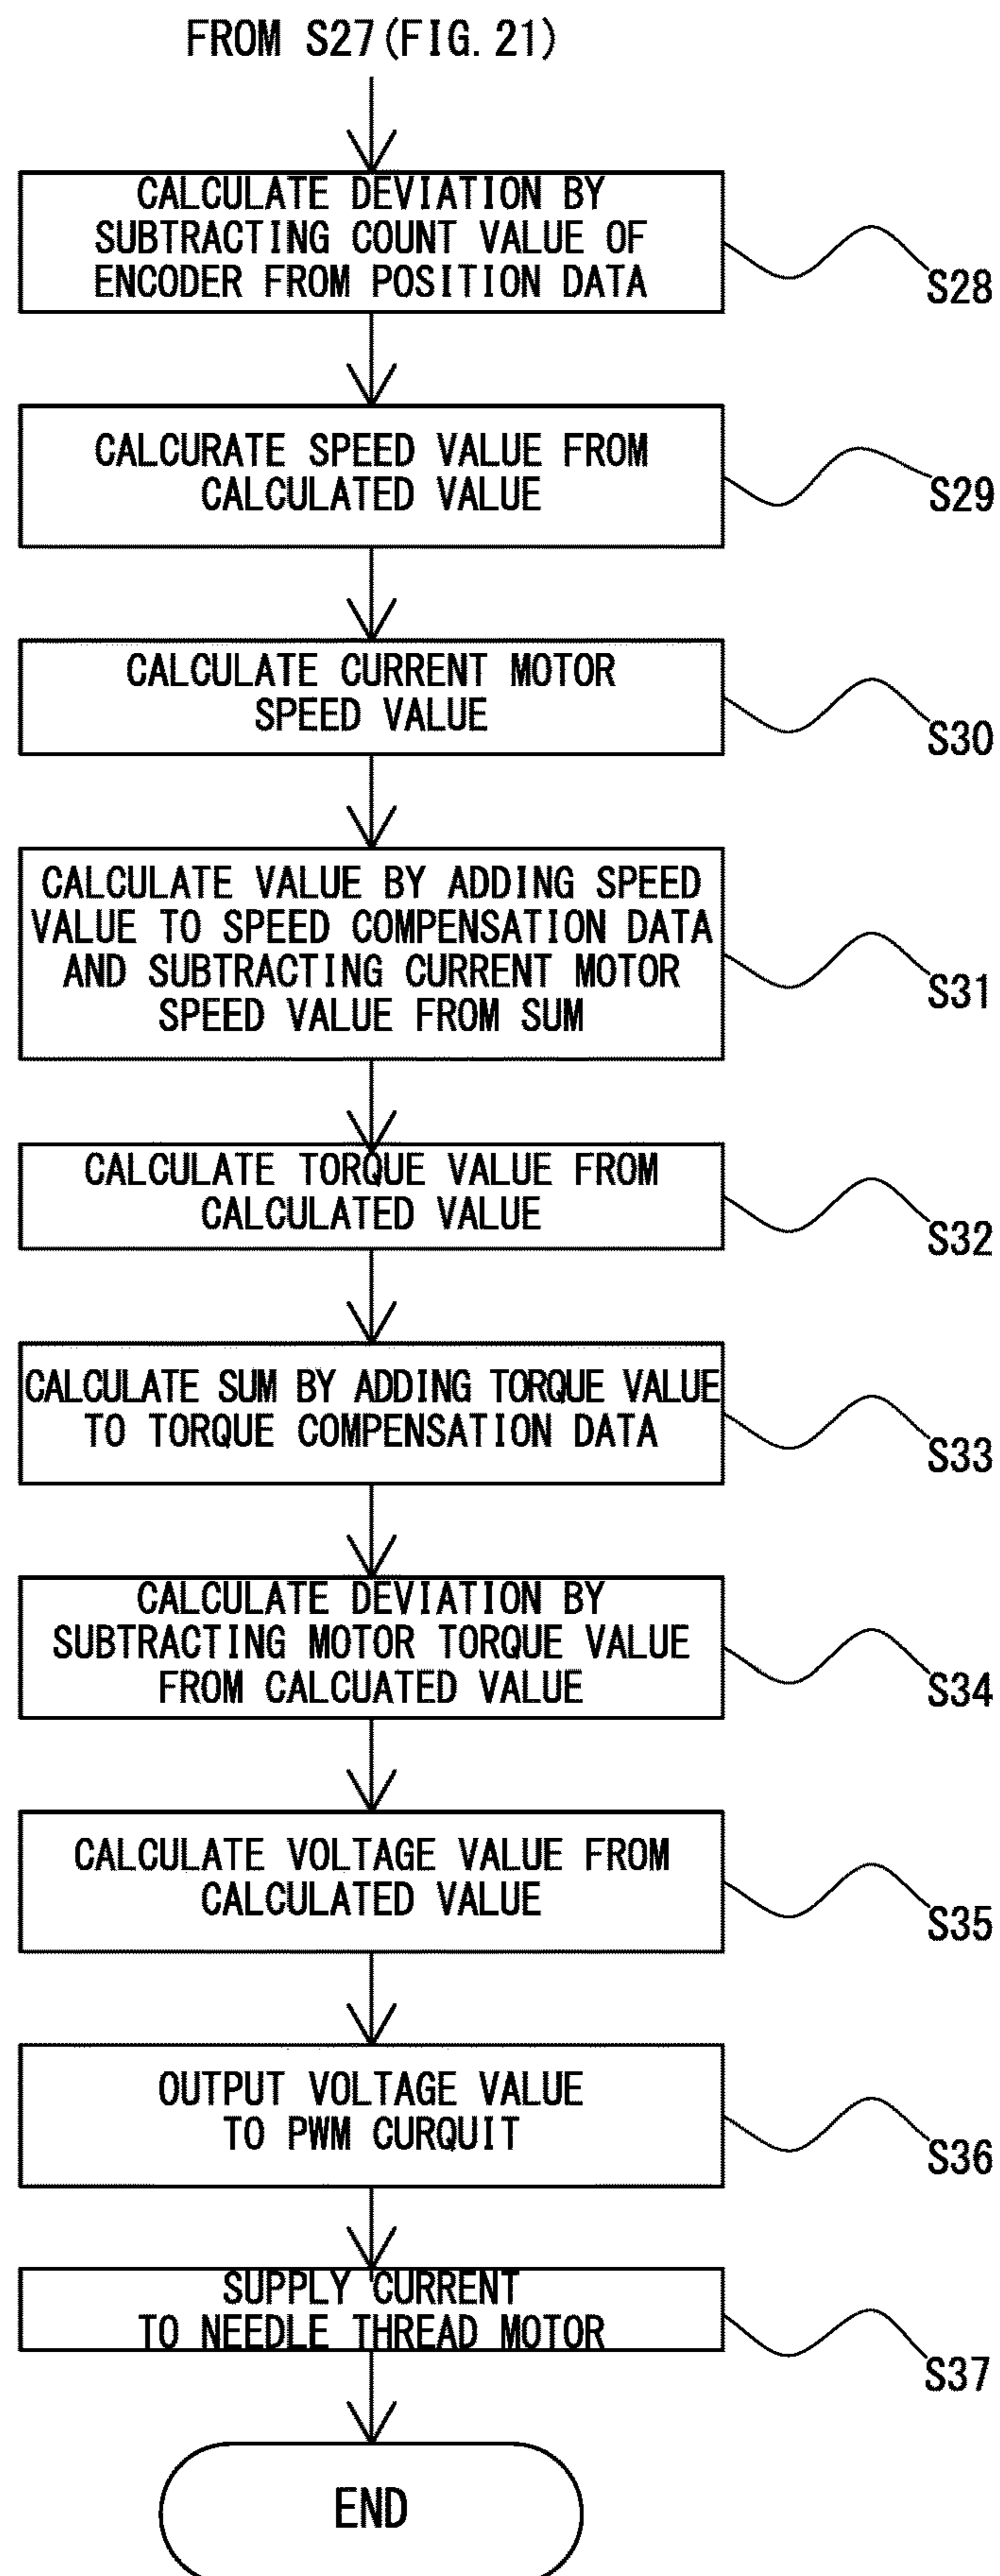 FROM S27(FIG.21)
CALCULATE DEVIATION BY
SUBTRACTING COUNT VALUE OF
ENCODER FROM POSITION DATA
S28
CALCURATE SPEED VALUE FROM
CALCULATED VALUE
S29
CALCULATE CURRENT MOTOR
SPEED VALUE
S30
CALCULATE VALUE BY ADDING SPEED
VALUE TO SPEED COMPENSATION DATA
AND SUBTRACTING CURRENT MOTOR
SPEED VALUE FROM SUM
S31
CALCULATE TORQUE VALUE FROM
CALCULATED VALUE
S32
CALCULATE SUM BY ADDING TORQUE VALUE
TO TORQUE COMPENSATION DATA
S33
CALCULATE DEVIATION BY
SUBTRACTING MOTOR TORQUE VALUE
FROM CALCUATED VALUE
S34
CALCULATE VOLTAGE VALUE FROM
CALCULATED VALUE
S35
OUTPUT VOLTAGE VALUE
TO PWM CURQUIT
S36
SUPPLY CURRENT
TO NEEDLE THREAD MOTOR
S37
END